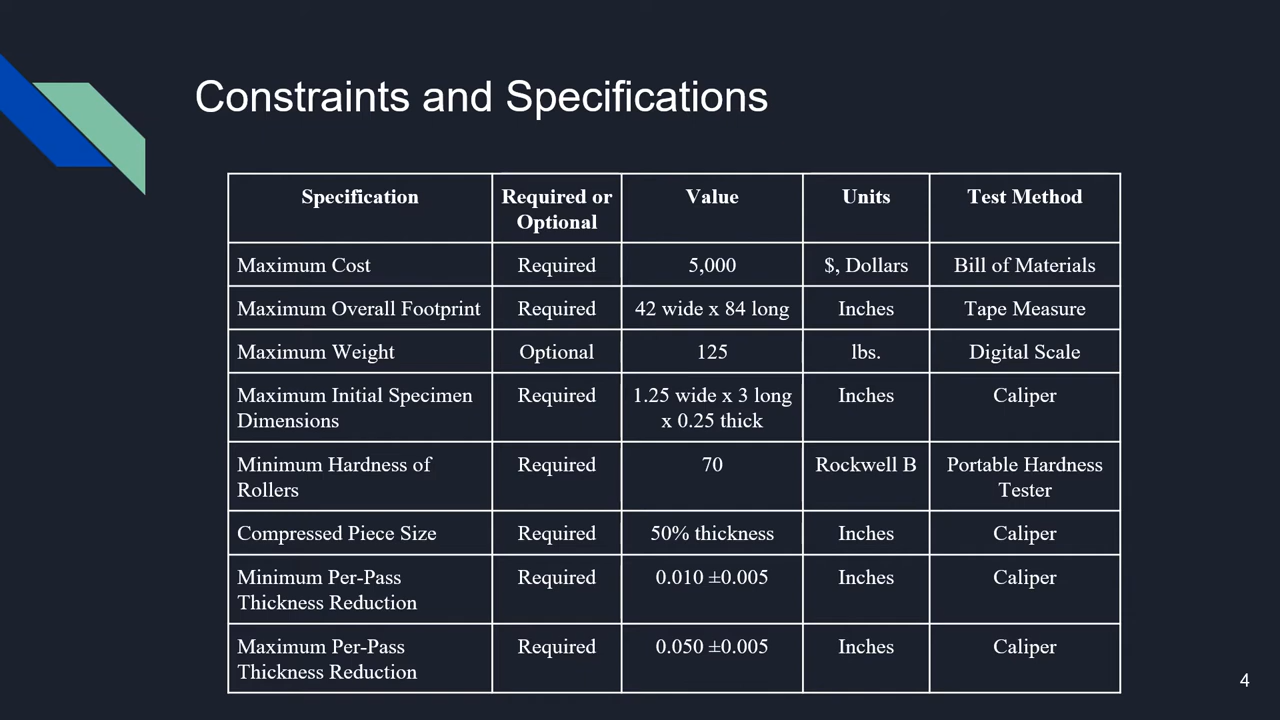 Constraints and Specifications
Specification Required or Optional Value Units Test Method
Maximum Cost Required 5,000 $, Dollars Bill of Materials
Maximum Overall Footprint Required 42 wide x 84 long Inches Tape Measure
Maximum Weight Optional 125 lbs. Digital Scale
Maximum Initial Specimen Dimensions Required 1.25 wide x 3 long x 0.25 thick Inches Caliper
Minimum Hardness of Rollers Required 70 Rockwell B Portable Hardness Tester
Compressed Piece Size Required 50% thickness Inches Caliper
Minimum Per-Pass Thickness Reduction Required 0.010 ±0.005 Inches Caliper
Maximum Per-Pass Thickness Reduction Required 0.050 ±0.005 Inches Caliper
4